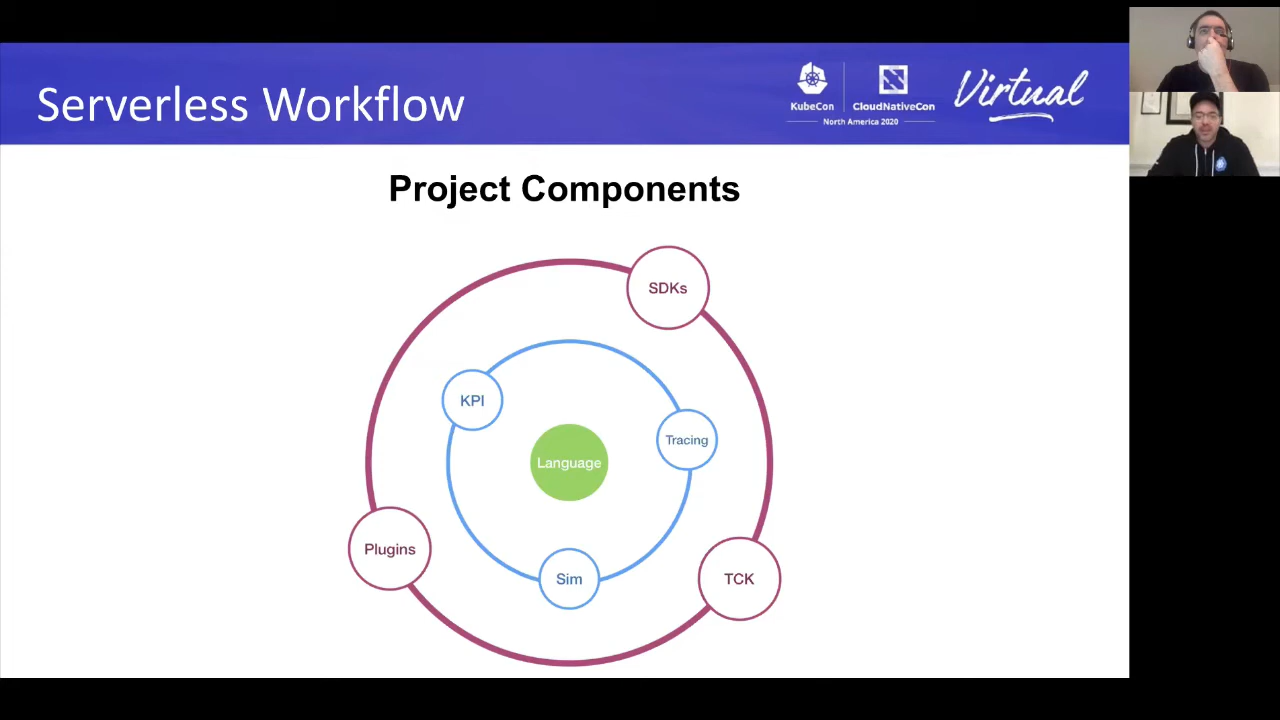 Serverless Workflow
KubeCon
CloudNativeCon
North America 2020
Virtual
Project Components
SDKs
KPI
Tracing
Language
Plugins
Sim
TCK